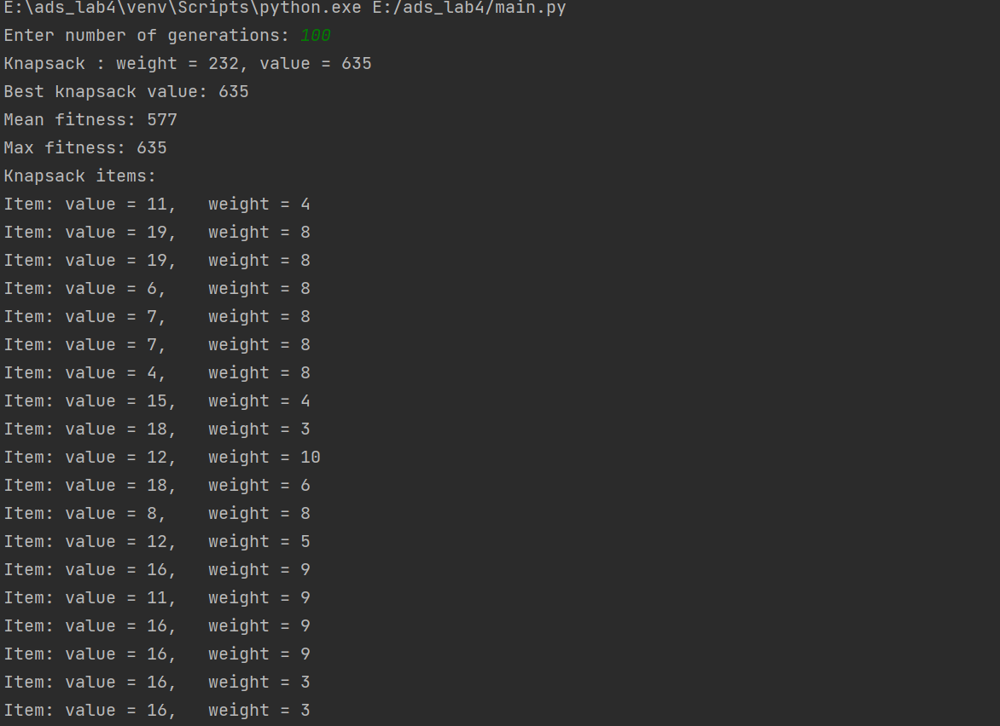 E:\ads_lab4\venv\Scripts\python.exe E:/ads_lab4/main.py
Enter number of generations: 100
Knapsack : weight = 232, value = 635
Best knapsack value: 635
Mean fitness: 577
Max fitness: 635
Knapsack items:
Item: value = 11,   weight = 4
Item: value = 19,   weight = 8
Item: value = 19,   weight = 8
Item: value = 6,    weight = 8
Item: value = 7,    weight = 8
Item: value = 7,    weight = 8
Item: value = 4,    weight = 8
Item: value = 15,   weight = 4
Item: value = 18,   weight = 3
Item: value = 12,   weight = 10
Item: value = 18,   weight = 6
Item: value = 8,    weight = 8
Item: value = 12,   weight = 5
Item: value = 16,   weight = 9
Item: value = 11,   weight = 9
Item: value = 16,   weight = 9
Item: value = 16,   weight = 9
Item: value = 16,   weight = 3
Item: value = 16,   weight = 3